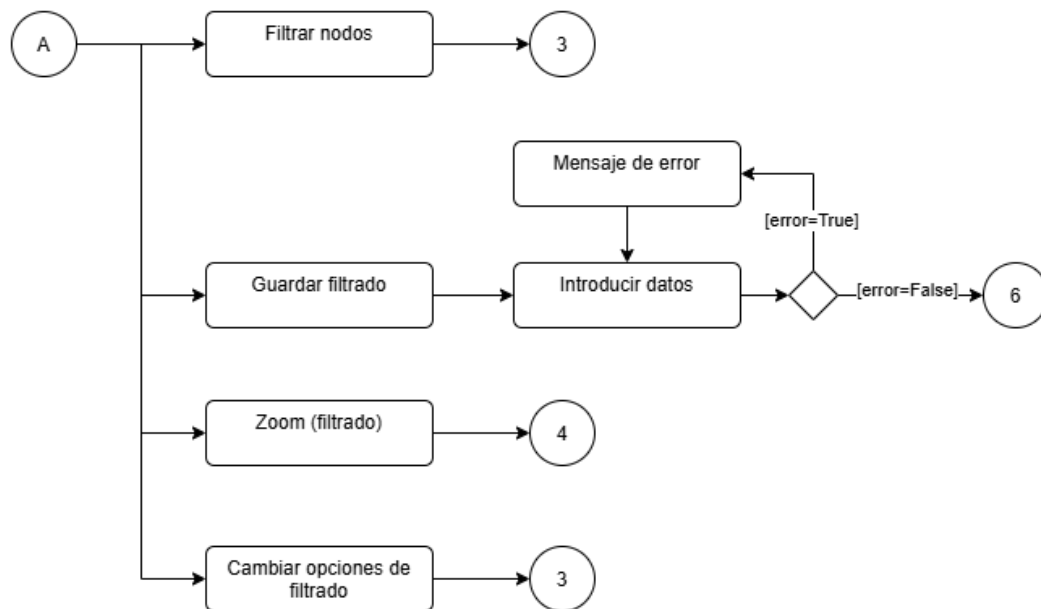 A
Filtrar nodos
3
Mensaje de error
[error=True]
Guardar filtrado
Introducir datos
[error=False]
6
Zoom (filtrado)
4
Cambiar opciones de
filtrado
3